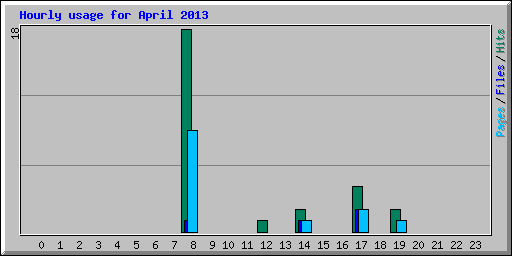 Hourly usage for April 2013
18
Pages/Files/Hits
0 1 2 3 4 5 6 7 8 9 10 11 12 13 14 15 16 17 18 19 20 21 22 23